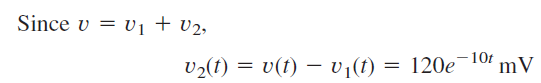 Since v = v₁ + v₂,
v₂(t) = v(t) − v₁(t) = 120e⁻¹⁰ᵗ mV